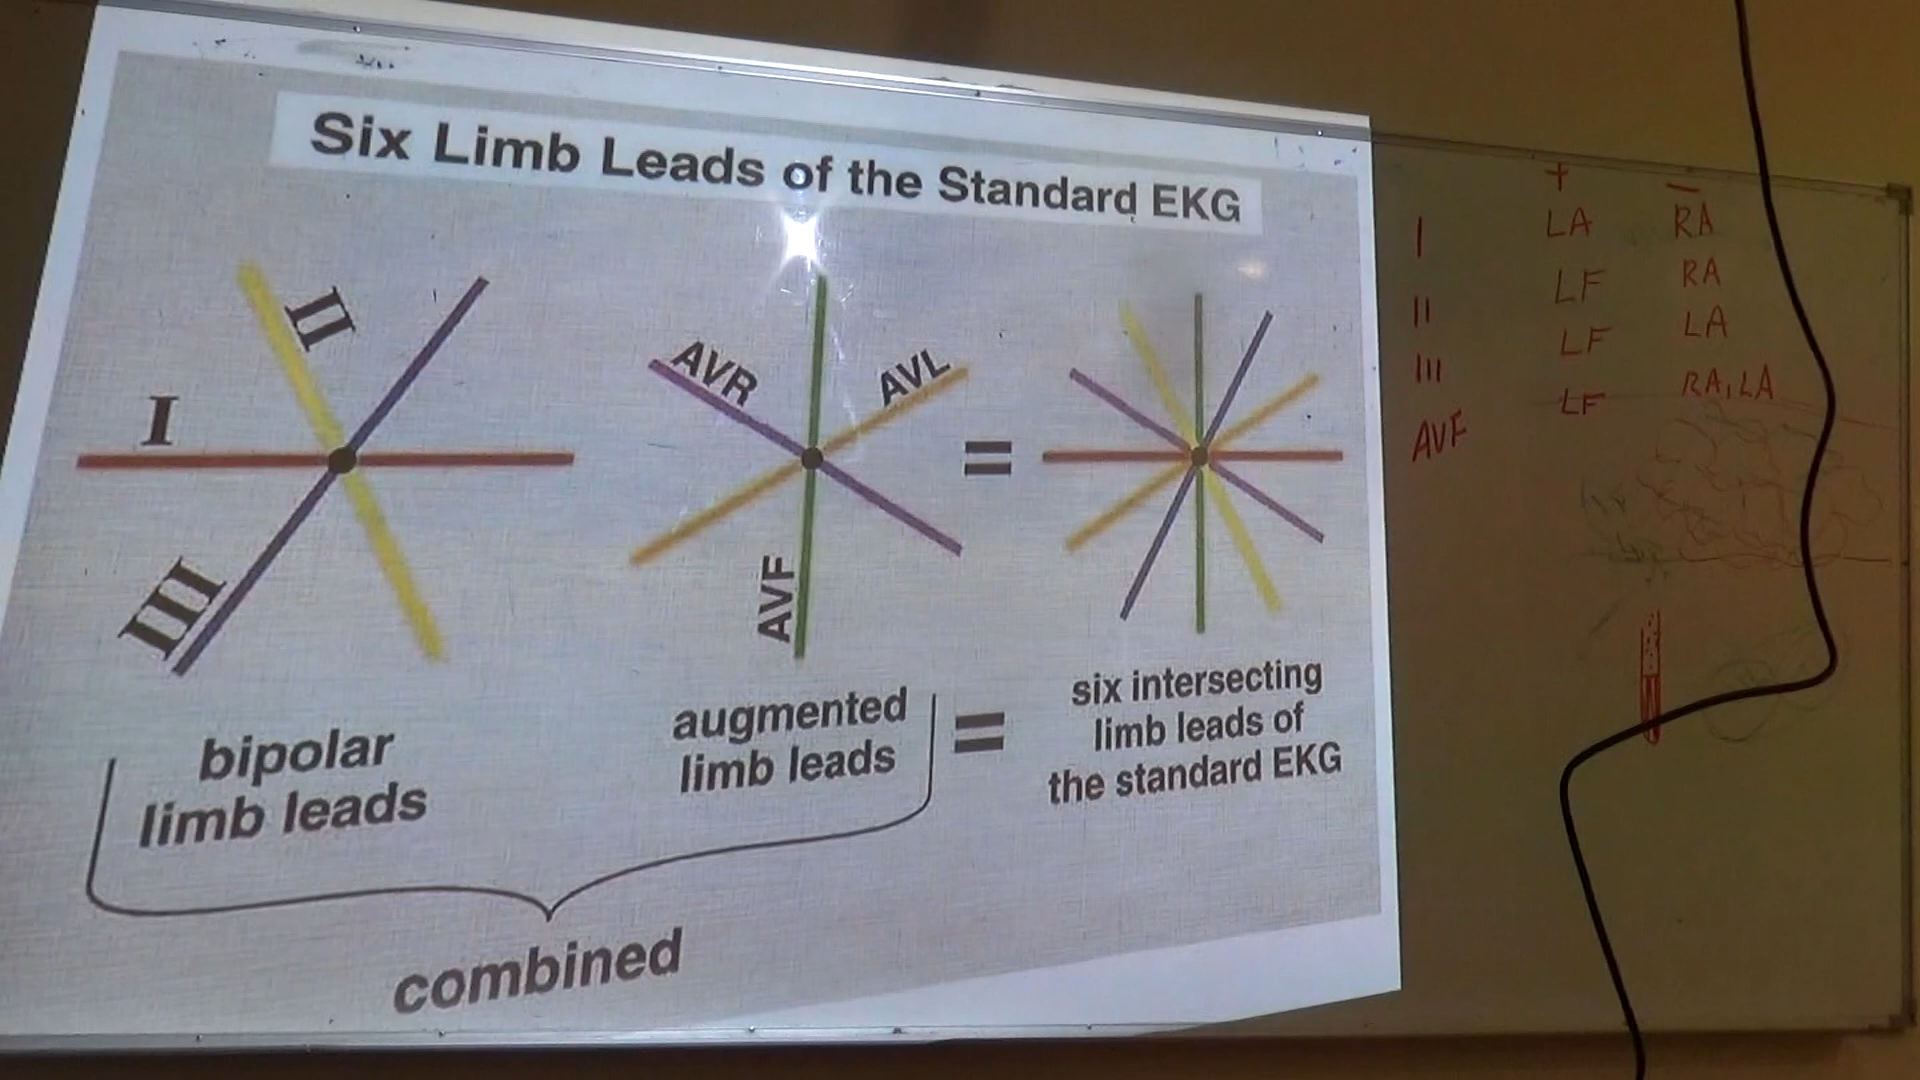 Six Limb Leads of the Standard EKG
II
I
III
AVR
AVL
AVF
=
bipolar
limb leads
augmented
limb leads
=
six intersecting
limb leads of
the standard EKG
combined
+ −
I LA RA
II LF RA
III LF LA
AVF LF RA, LA